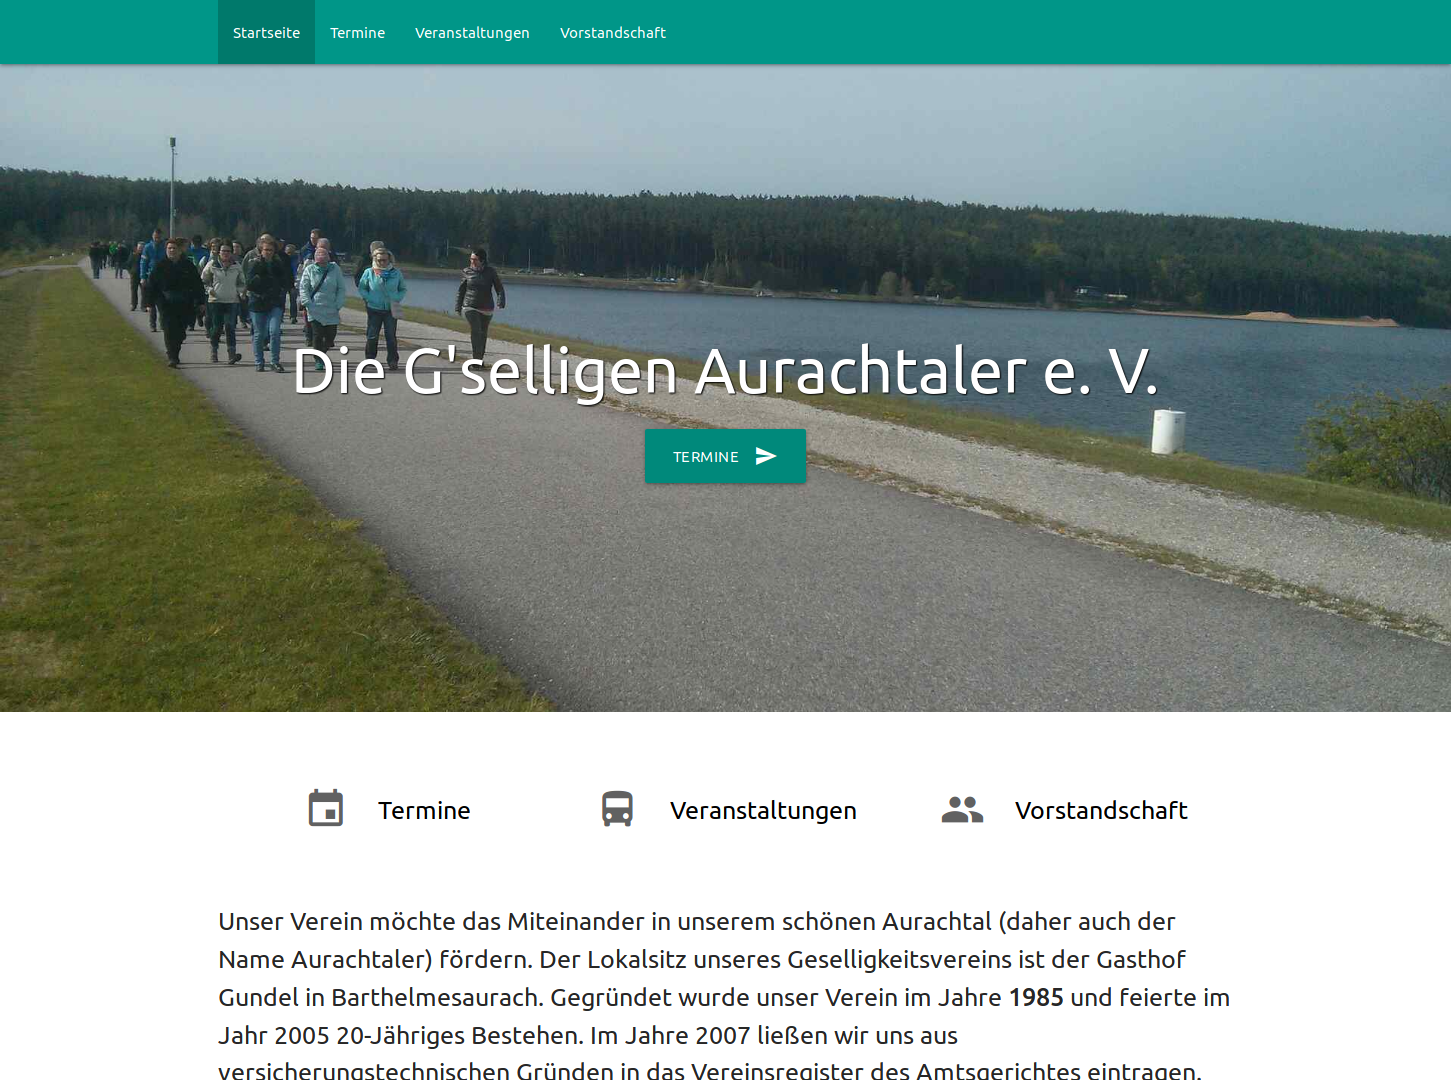 Startseite Termine Veranstaltungen Vorstandschaft
Die G'selligen Aurachtaler e. V.
TERMINE
Termine Veranstaltungen Vorstandschaft
Unser Verein möchte das Miteinander in unserem schönen Aurachtal (daher auch der
Name Aurachtaler) fördern. Der Lokalsitz unseres Geselligkeitsvereins ist der Gasthof
Gundel in Barthelmesaurach. Gegründet wurde unser Verein im Jahre 1985 und feierte im
Jahr 2005 20-Jähriges Bestehen. Im Jahre 2007 ließen wir uns aus
versicherungstechnischen Gründen in das Vereinsregister des Amtsgerichtes eintragen.